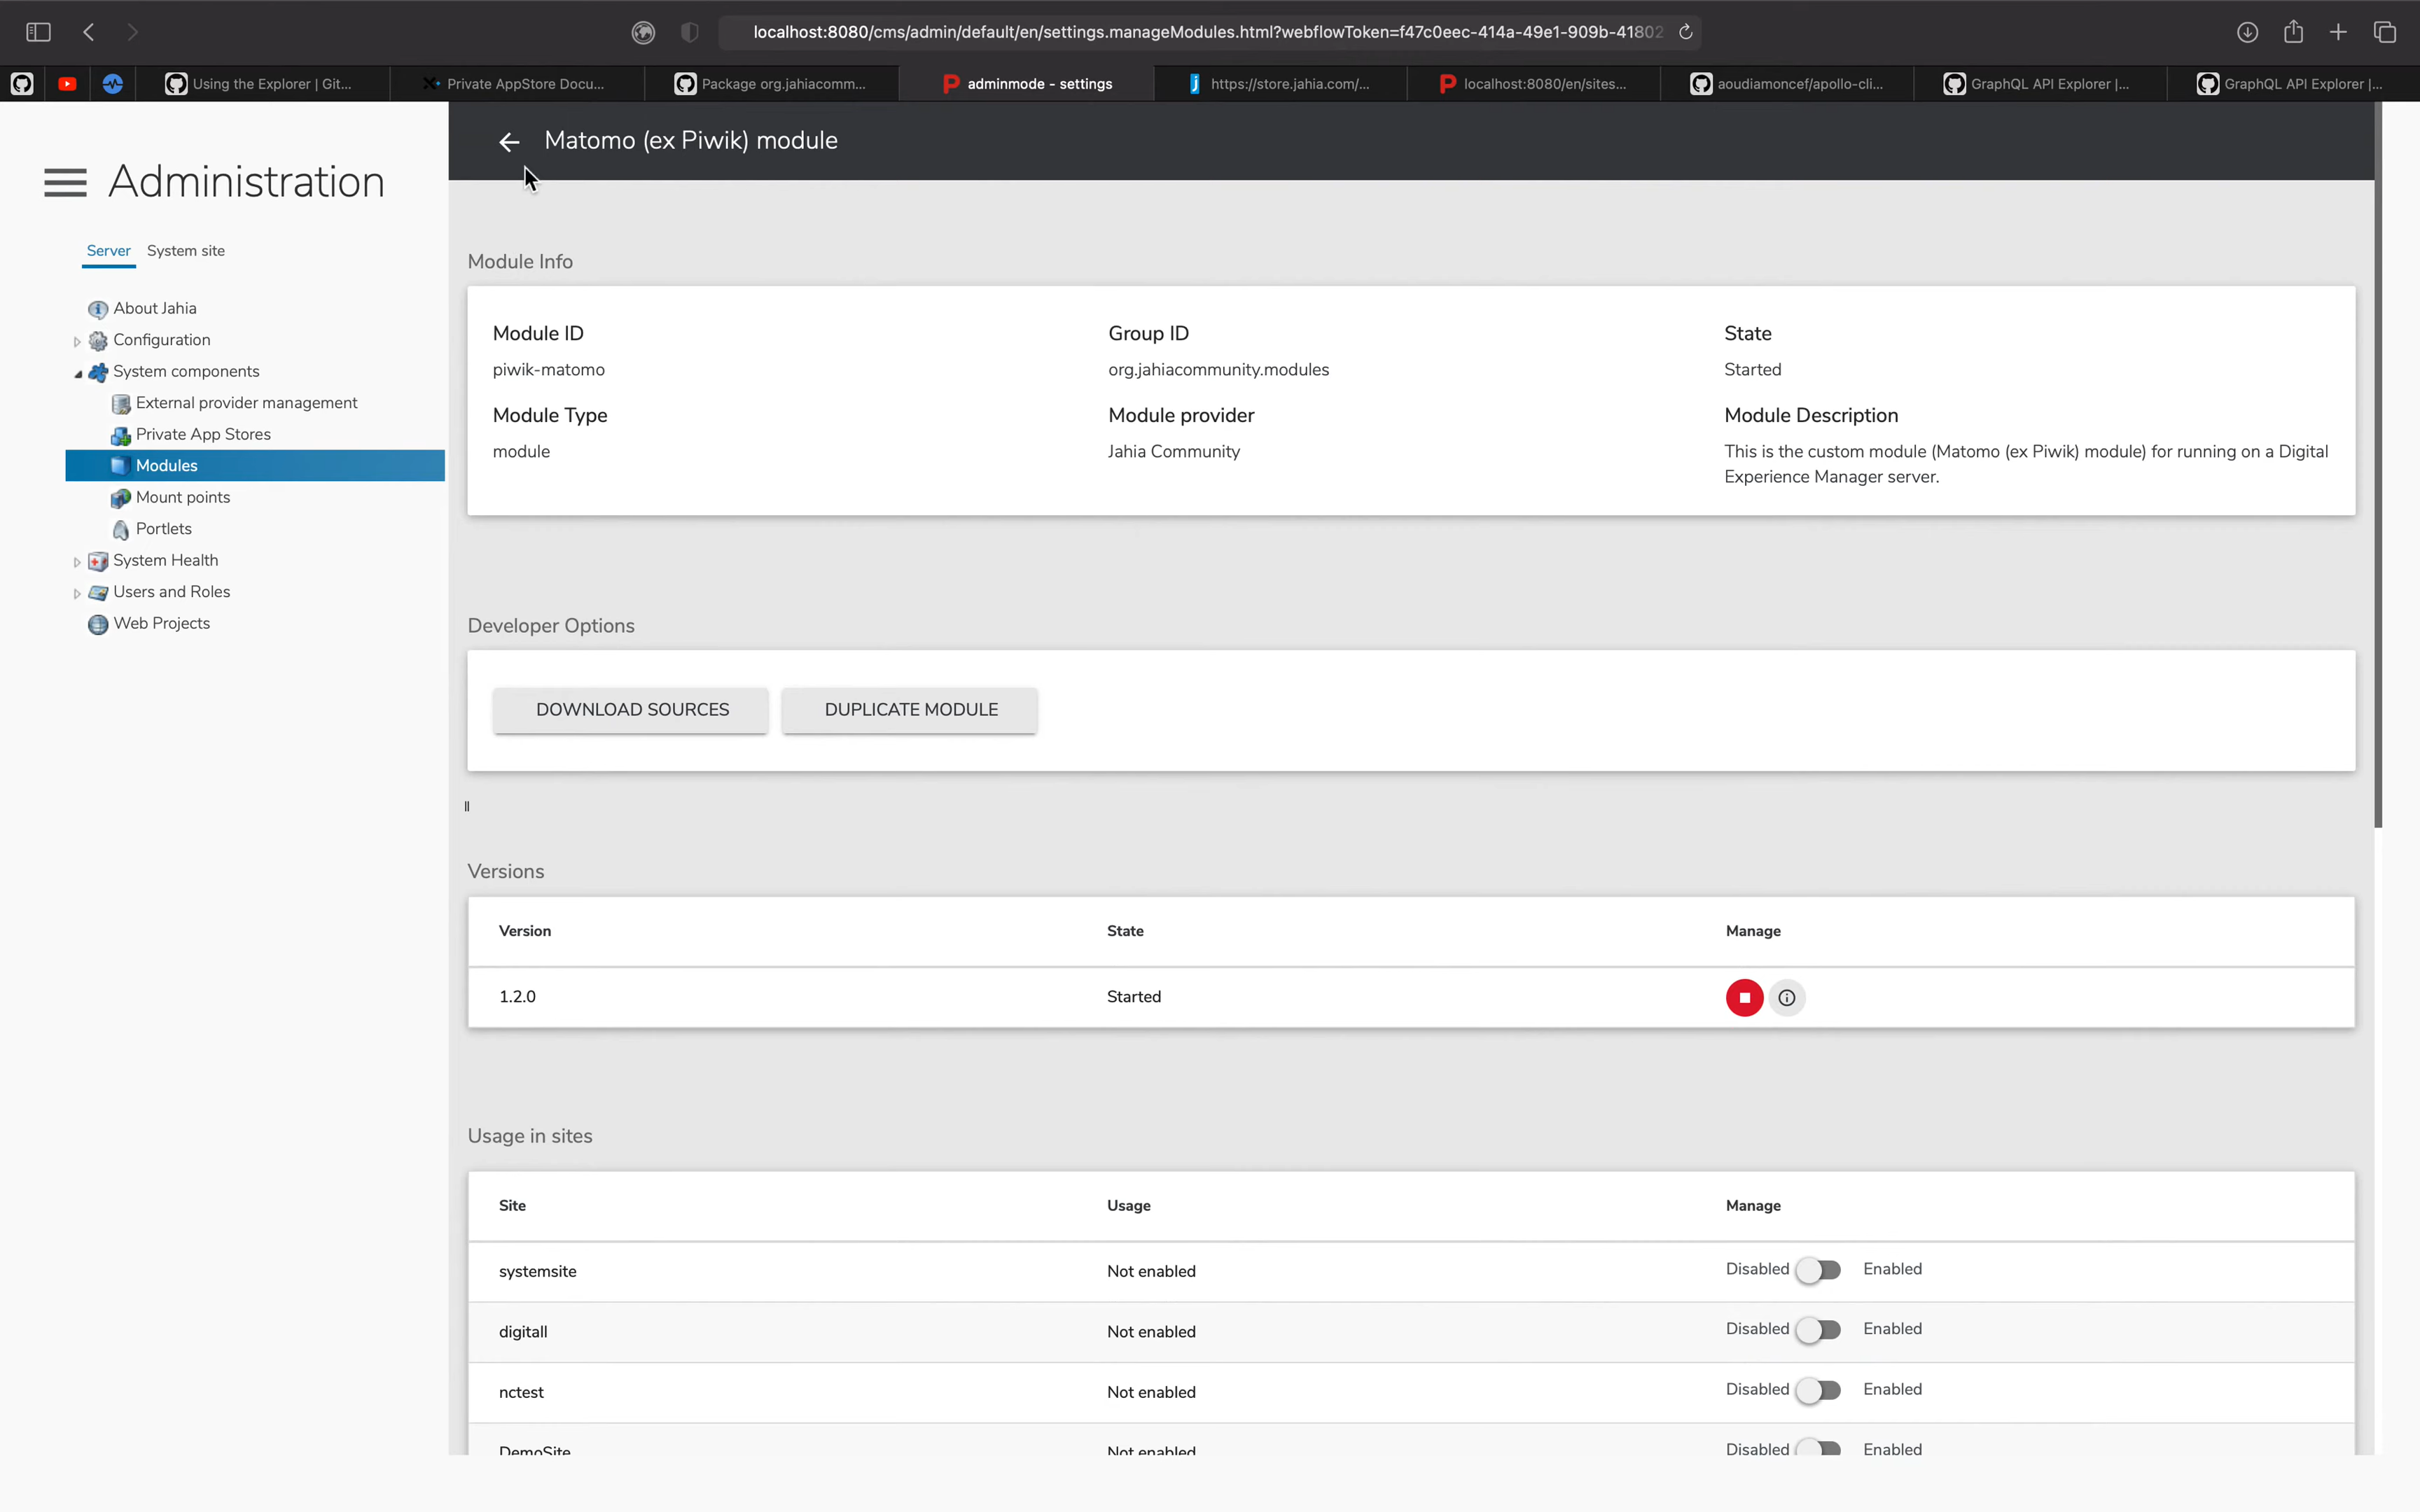 localhost:8080/cms/admin/default/en/settings.manageModules.html?webflowToken=f47c0eec-414a-49e1-909b-41802
Using the Explorer | Git...
Private AppStore Docu...
Package org.jahiacomm...
adminmode - settings
https://store.jahia.com/...
localhost:8080/en/sites...
aoudiamoncef/apollo-cli...
GraphQL API Explorer |...
GraphQL API Explorer |...
Administration
Server System site
About Jahia
Configuration
System components
External provider management
Private App Stores
Modules
Mount points
Portlets
System Health
Users and Roles
Web Projects
Matomo (ex Piwik) module
Module Info
Module ID
piwik-matomo
Group ID
org.jahiacommunity.modules
State
Started
Module Type
module
Module provider
Jahia Community
Module Description
This is the custom module (Matomo (ex Piwik) module) for running on a Digital
Experience Manager server.
Developer Options
DOWNLOAD SOURCES DUPLICATE MODULE
||
Versions
Version State Manage
1.2.0 Started
Usage in sites
Site Usage Manage
systemsite Not enabled Disabled Enabled
digitall Not enabled Disabled Enabled
nctest Not enabled Disabled Enabled
DemoSite Not enabled Disabled Enabled